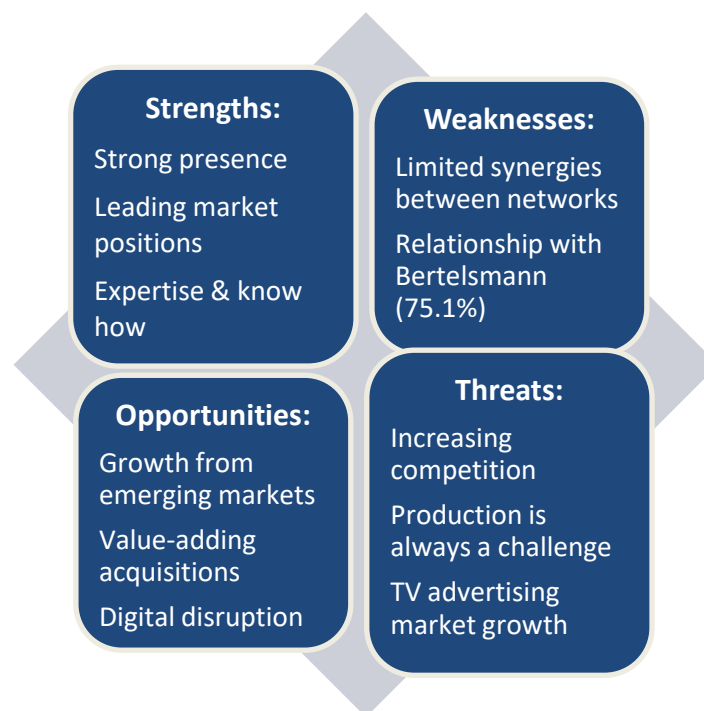 Strengths:
Strong presence
Leading market
positions
Expertise & know
how
Weaknesses:
Limited synergies
between networks
Relationship with
Bertelsmann
(75.1%)
Opportunities:
Growth from
emerging markets
Value-adding
acquisitions
Digital disruption
Threats:
Increasing
competition
Production is
always a challenge
TV advertising
market growth